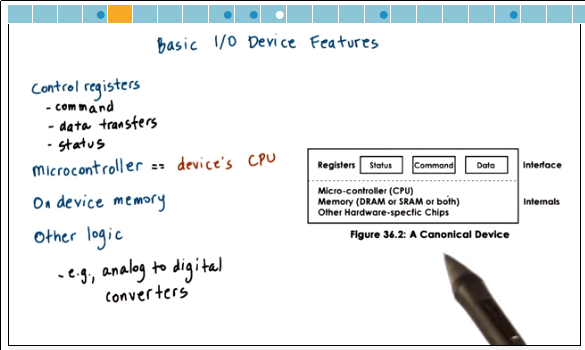 Basic I/O Device Features
Control registers
- command
- data transfers
- status
Microcontroller == device's CPU
On device memory
Other logic
- e.g., analog to digital
converters
Registers Status Command Data Interface
Micro-controller (CPU)
Memory (DRAM or SRAM or both) Internals
Other Hardware-specfic Chips
Figure 36.2: A Canonical Device